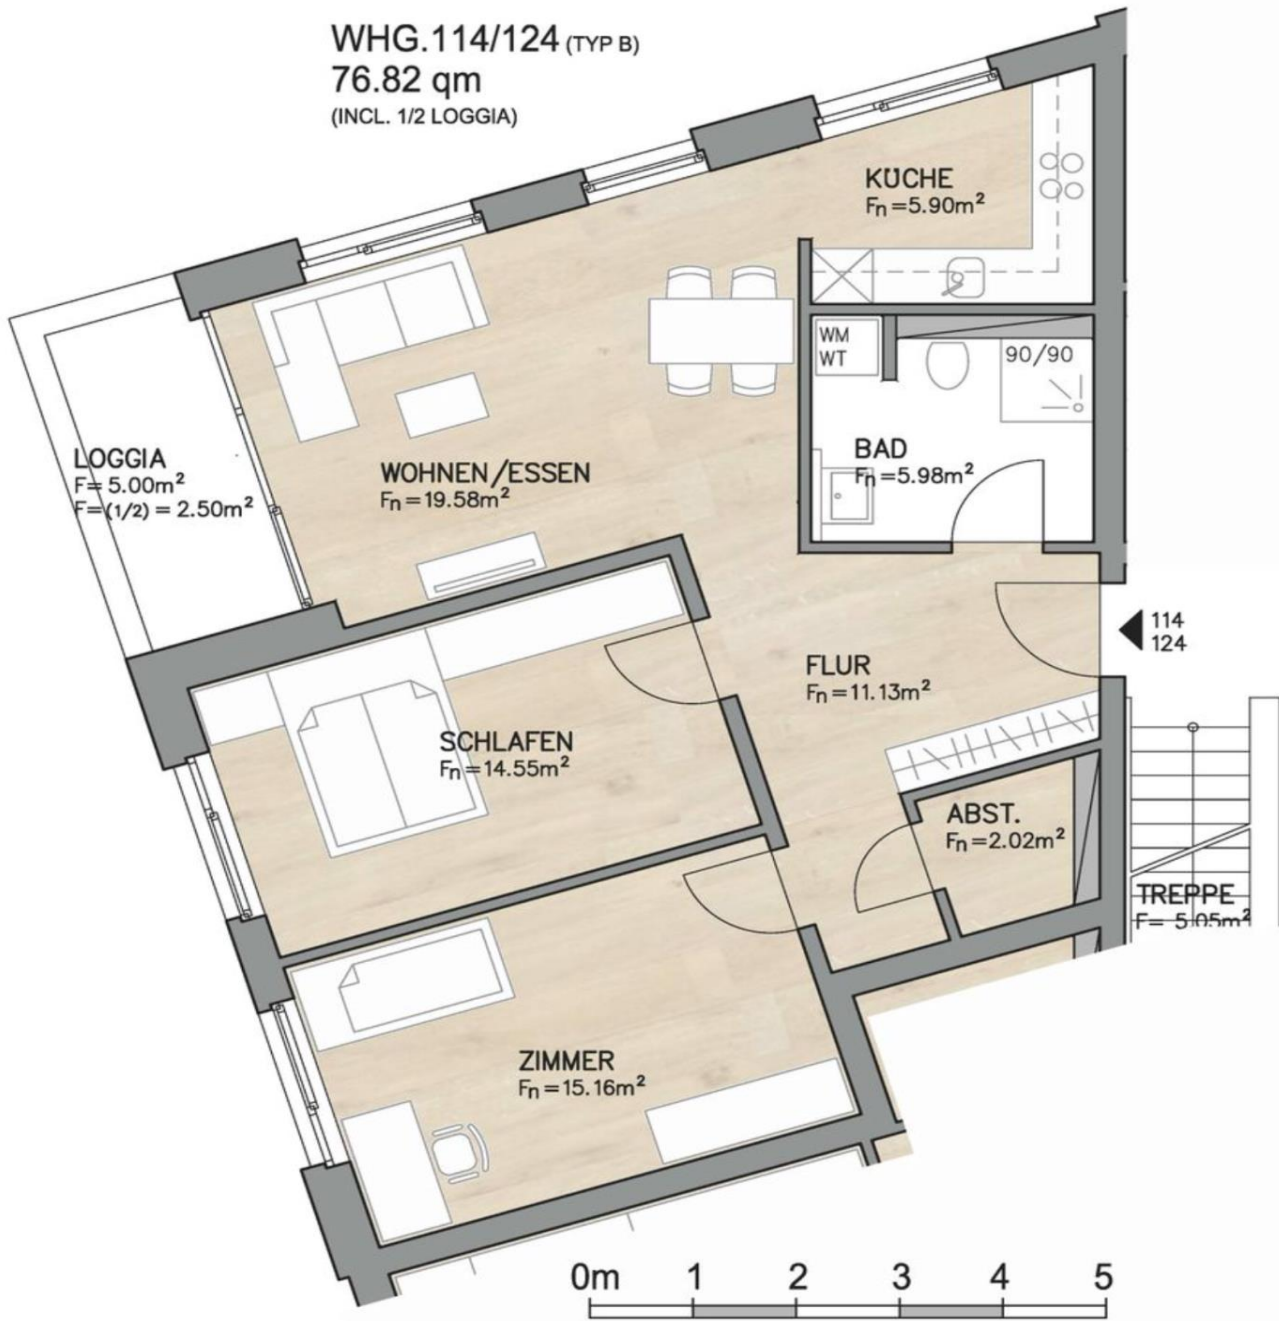 WHG.114/124 (TYP B)
76.82 qm
(INCL. 1/2 LOGGIA)
KÜCHE
Fn=5.90m²
WM
WT
90/90
BAD
Fn=5.98m²
LOGGIA
F= 5.00m²
F=(1/2) = 2.50m²
WOHNEN/ESSEN
Fn=19.58m²
114
124
FLUR
Fn=11.13m²
SCHLAFEN
Fn=14.55m²
ABST.
Fn=2.02m²
TREPPE
F= 5.05m²
ZIMMER
Fn=15.16m²
0m 1 2 3 4 5